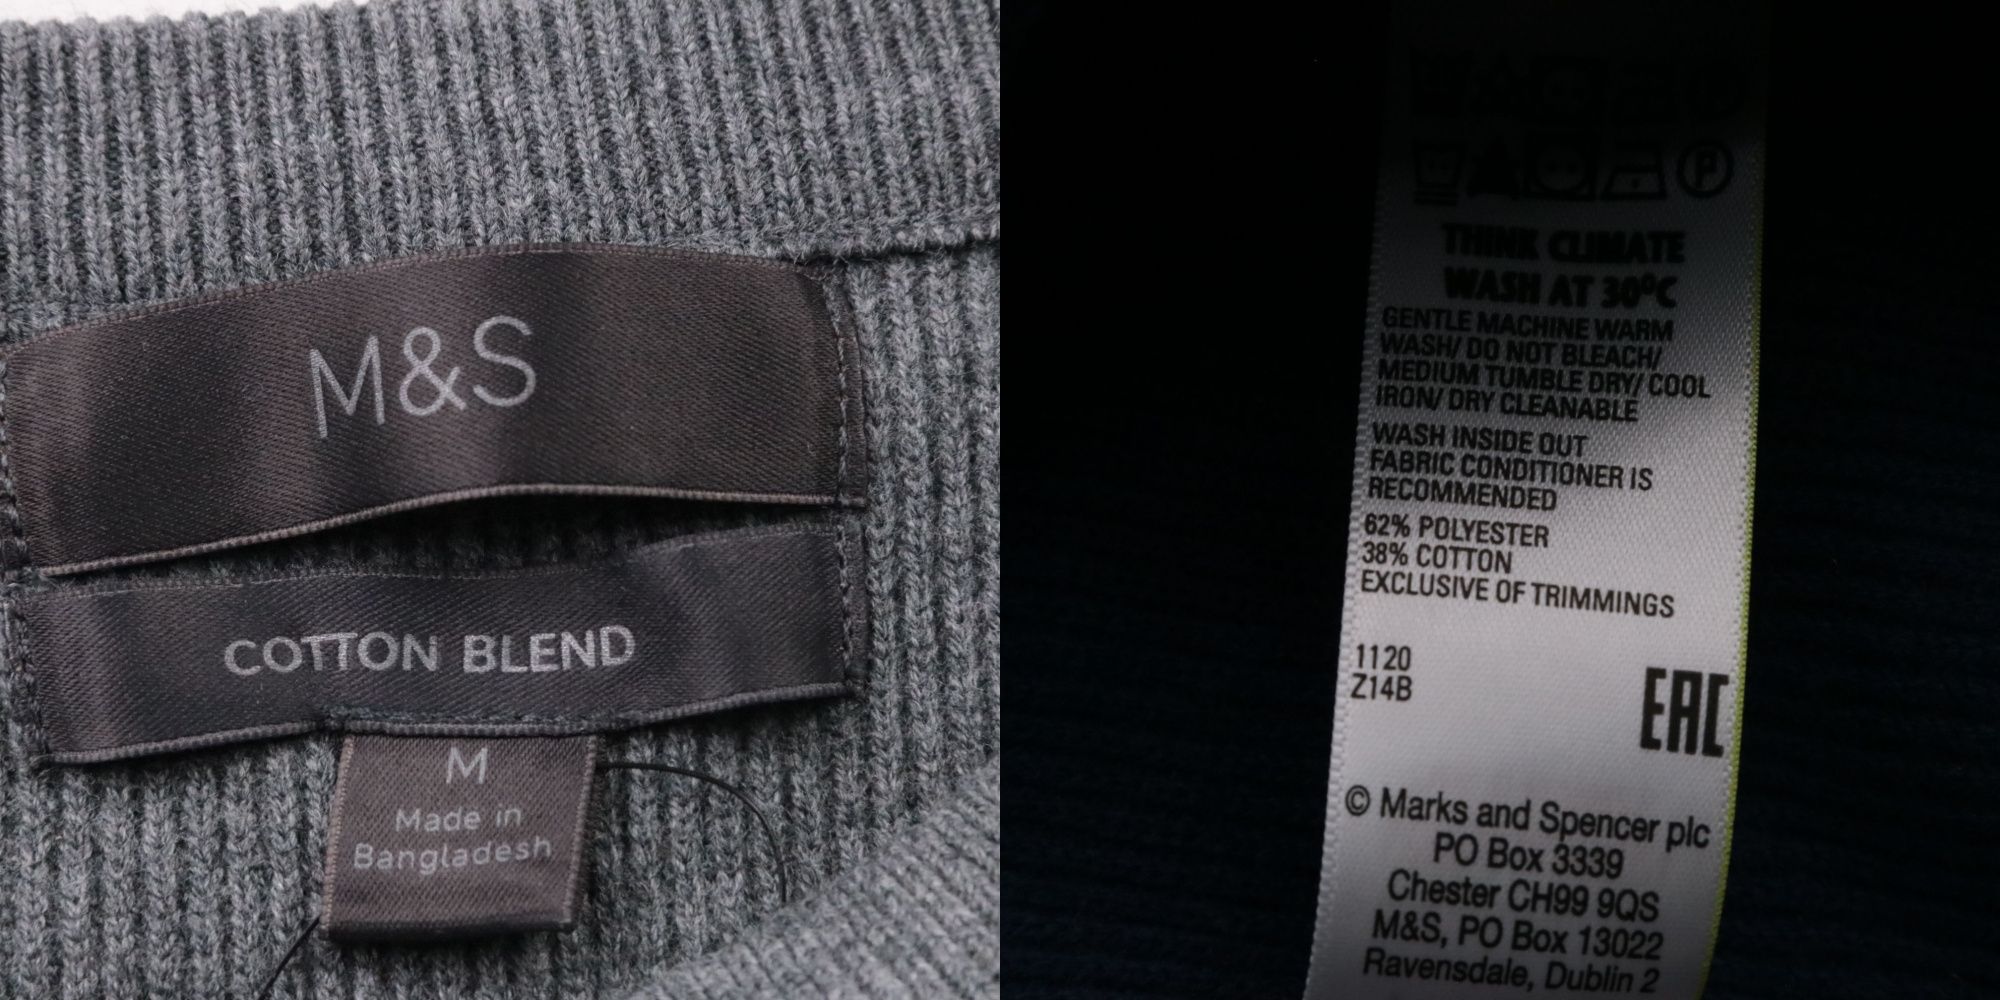 M&S
COTTON BLEND
M
Made in
Bangladesh
P
THINK CLIMATE
WASH AT 30°C
GENTLE MACHINE WARM
WASH/ DO NOT BLEACH/
MEDIUM TUMBLE DRY/ COOL
IRON/ DRY CLEANABLE
WASH INSIDE OUT
FABRIC CONDITIONER IS
RECOMMENDED
62% POLYESTER
38% COTTON
EXCLUSIVE OF TRIMMINGS
1120
Z14B
EAC
© Marks and Spencer plc
PO Box 3339
Chester CH99 9QS
M&S, PO Box 13022
Ravensdale, Dublin 2